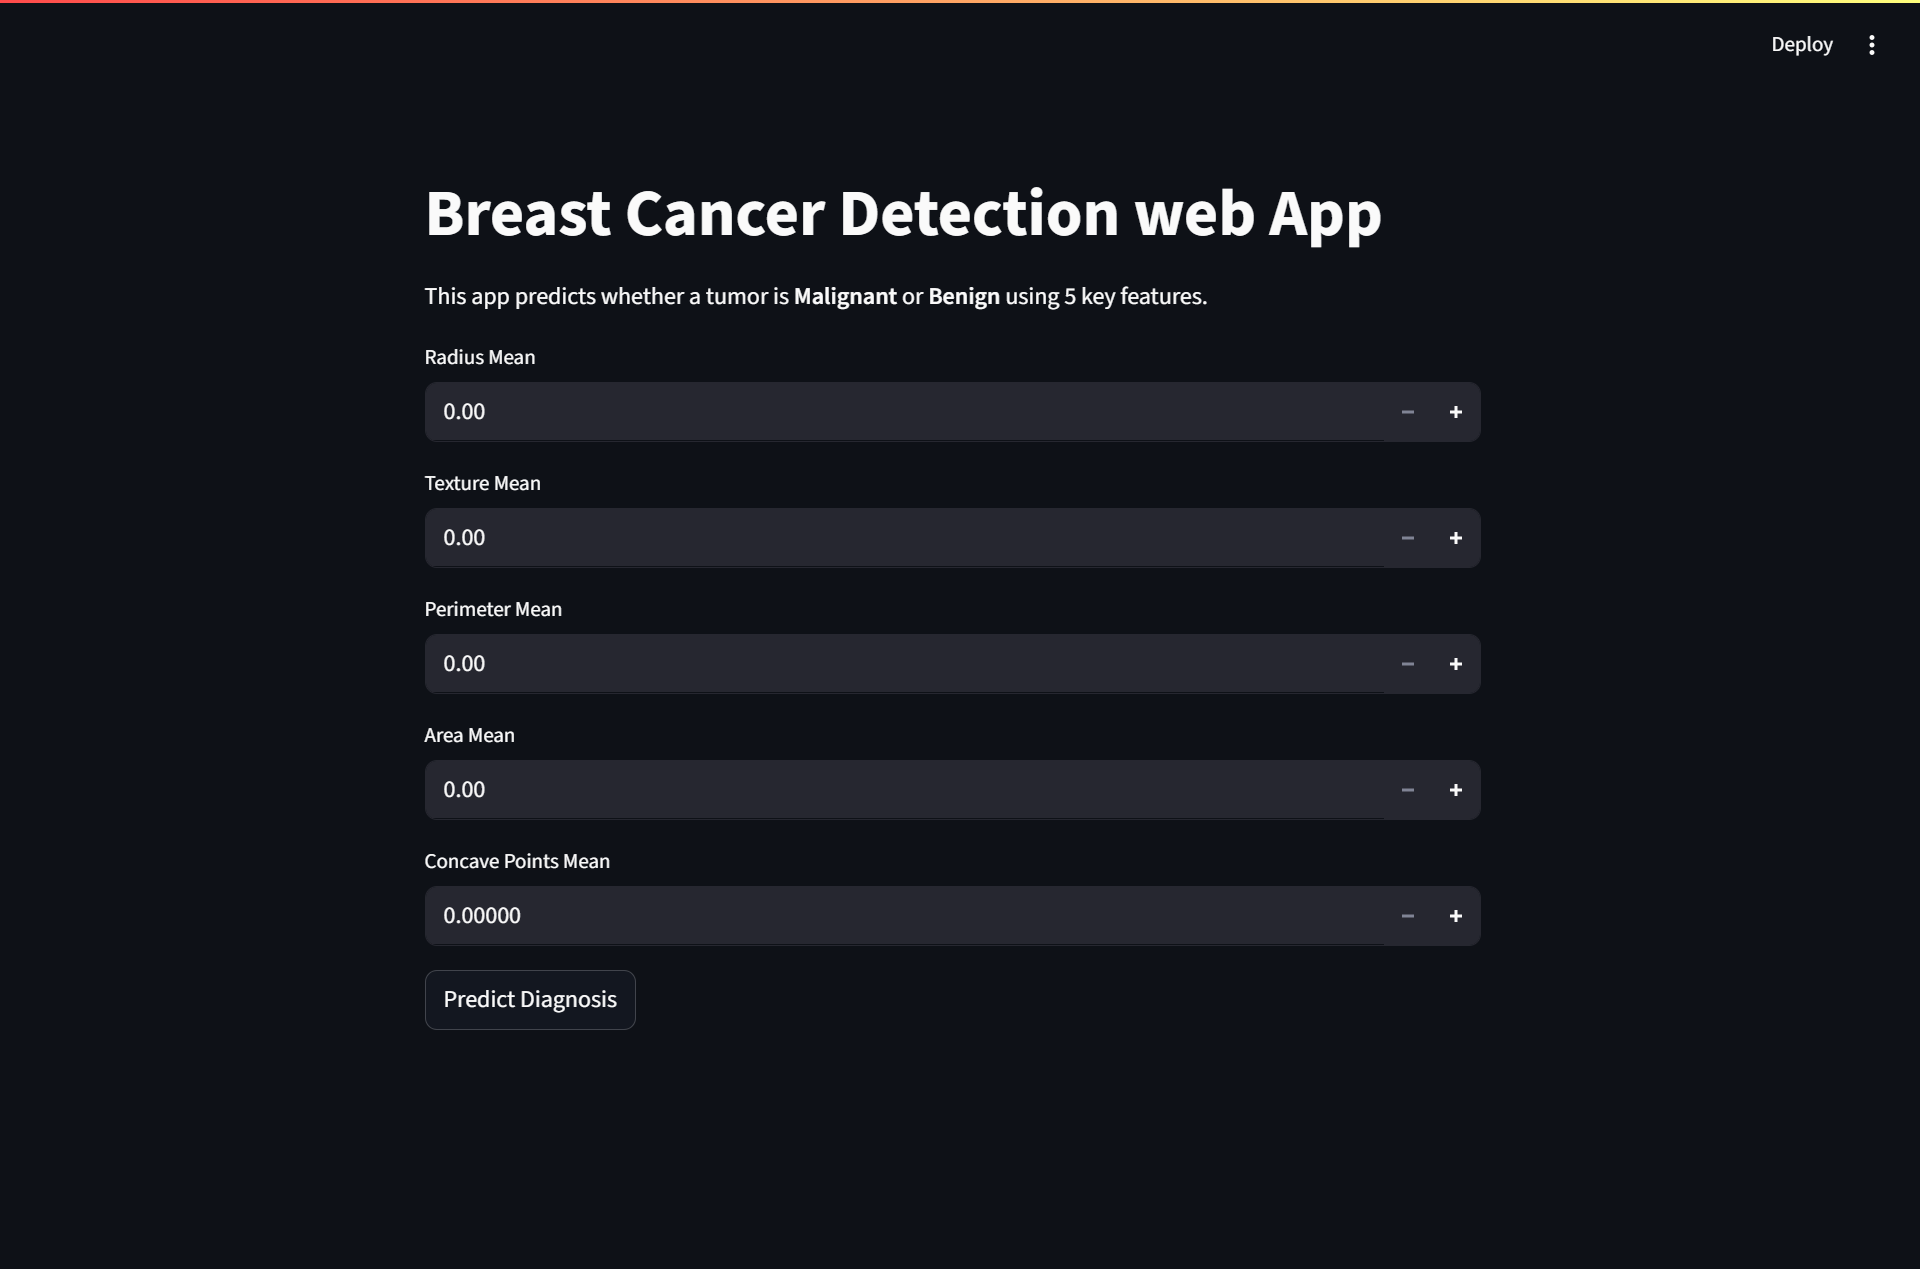 Deploy
Breast Cancer Detection web App
This app predicts whether a tumor is Malignant or Benign using 5 key features.
Radius Mean
0.00
Texture Mean
0.00
Perimeter Mean
0.00
Area Mean
0.00
Concave Points Mean
0.00000
Predict Diagnosis